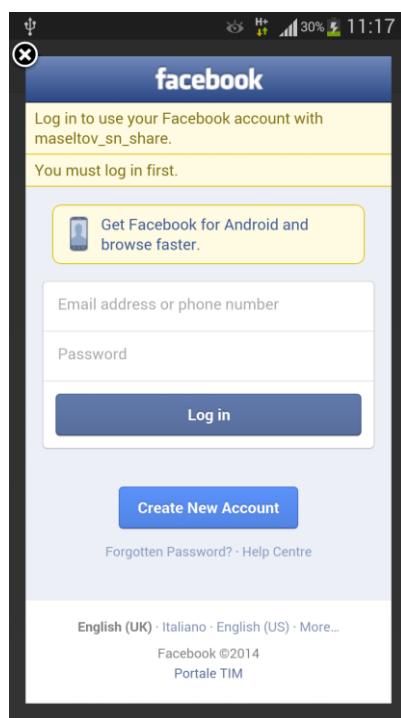 H+ 30% 11:17
facebook
Log in to use your Facebook account with
maseltov_sn_share.
You must log in first.
Get Facebook for Android and
browse faster.
Email address or phone number
Password
Log in
Create New Account
Forgotten Password? · Help Centre
English (UK) · Italiano · English (US) · More...
Facebook ©2014
Portale TIM